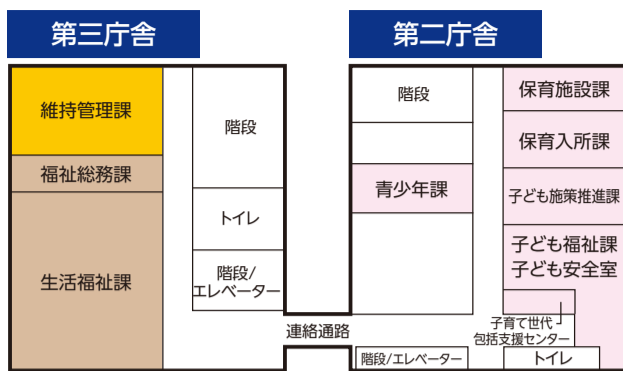 第三庁舎
維持管理課
福祉総務課
生活福祉課
階段
トイレ
階段/
エレベーター
連絡通路
第二庁舎
階段
青少年課
階段/エレベーター
保育施設課
保育入所課
子ども施策推進課
子ども福祉課
子ども安全室
子育て世代
包括支援センター
トイレ